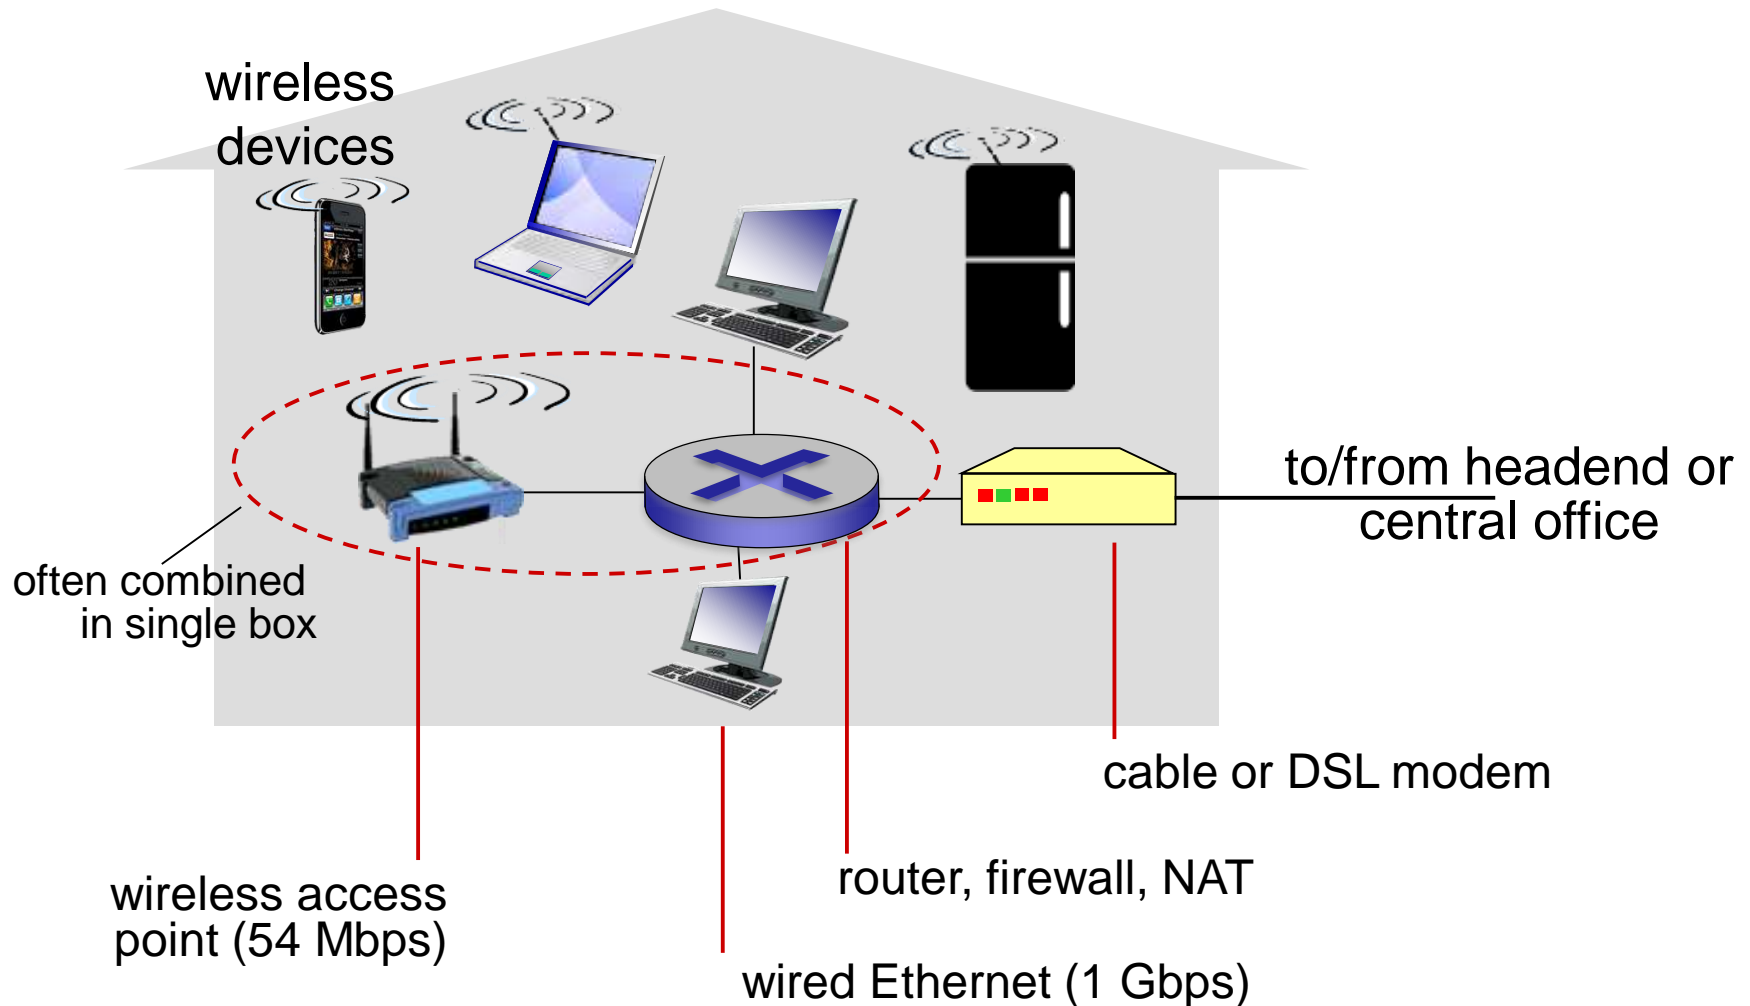 wireless
devices
to/from headend or
central office
often combined
in single box
cable or DSL modem
router, firewall, NAT
wireless access
point (54 Mbps)
wired Ethernet (1 Gbps)